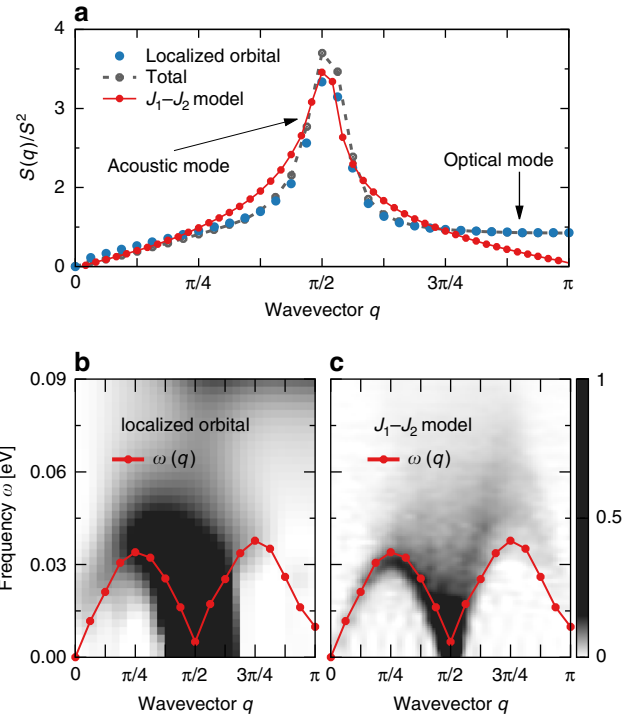 a
4
3
2
1
0
S(q)/S²
Localized orbital
Total
J₁–J₂ model
Acoustic mode
Optical mode
0
π/4
π/2
3π/4
π
Wavevector q
b
c
0.09
0.06
0.03
0.00
Frequency ω [eV]
localized orbital
ω (q)
J₁–J₂ model
ω (q)
1
0.5
0
0
π/4
π/2
3π/4
π
0
π/4
π/2
3π/4
π
Wavevector q
Wavevector q